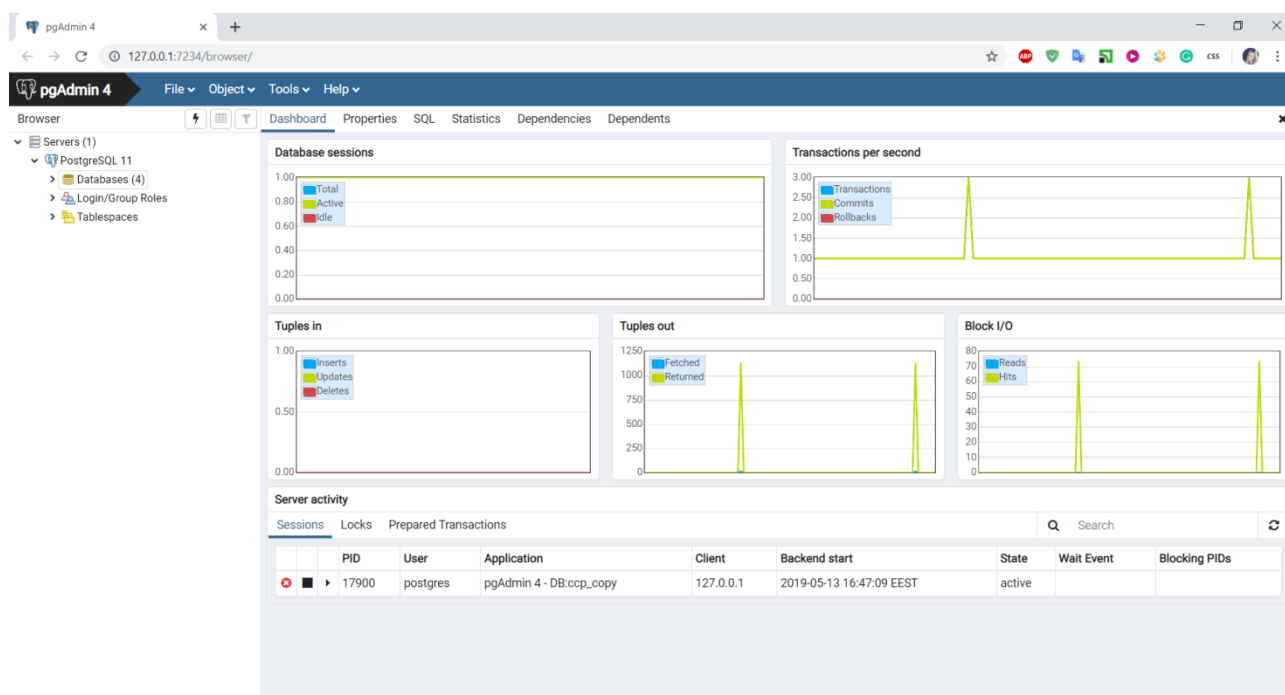 pgAdmin 4
127.0.0.1:7234/browser/
ABP
CSS
pgAdmin 4 File Object Tools Help
Browser
Dashboard Properties SQL Statistics Dependencies Dependents
Servers (1)
PostgreSQL 11
Databases (4)
Login/Group Roles
Tablespaces
Database sessions
1.00
0.80
0.60
0.40
0.20
0.00
Total
Active
Idle
Transactions per second
3.00
2.50
2.00
1.50
1.00
0.50
0.00
Transactions
Commits
Rollbacks
Tuples in
1.00
0.50
0.00
Inserts
Updates
Deletes
Tuples out
1250
1000
750
500
250
0
Fetched
Returned
Block I/O
80
70
60
50
40
30
20
10
0
Reads
Hits
Server activity
Sessions Locks Prepared Transactions Search
PID User Application Client Backend start State Wait Event Blocking PIDs
17900 postgres pgAdmin 4 - DB:ccp_copy 127.0.0.1 2019-05-13 16:47:09 EEST active